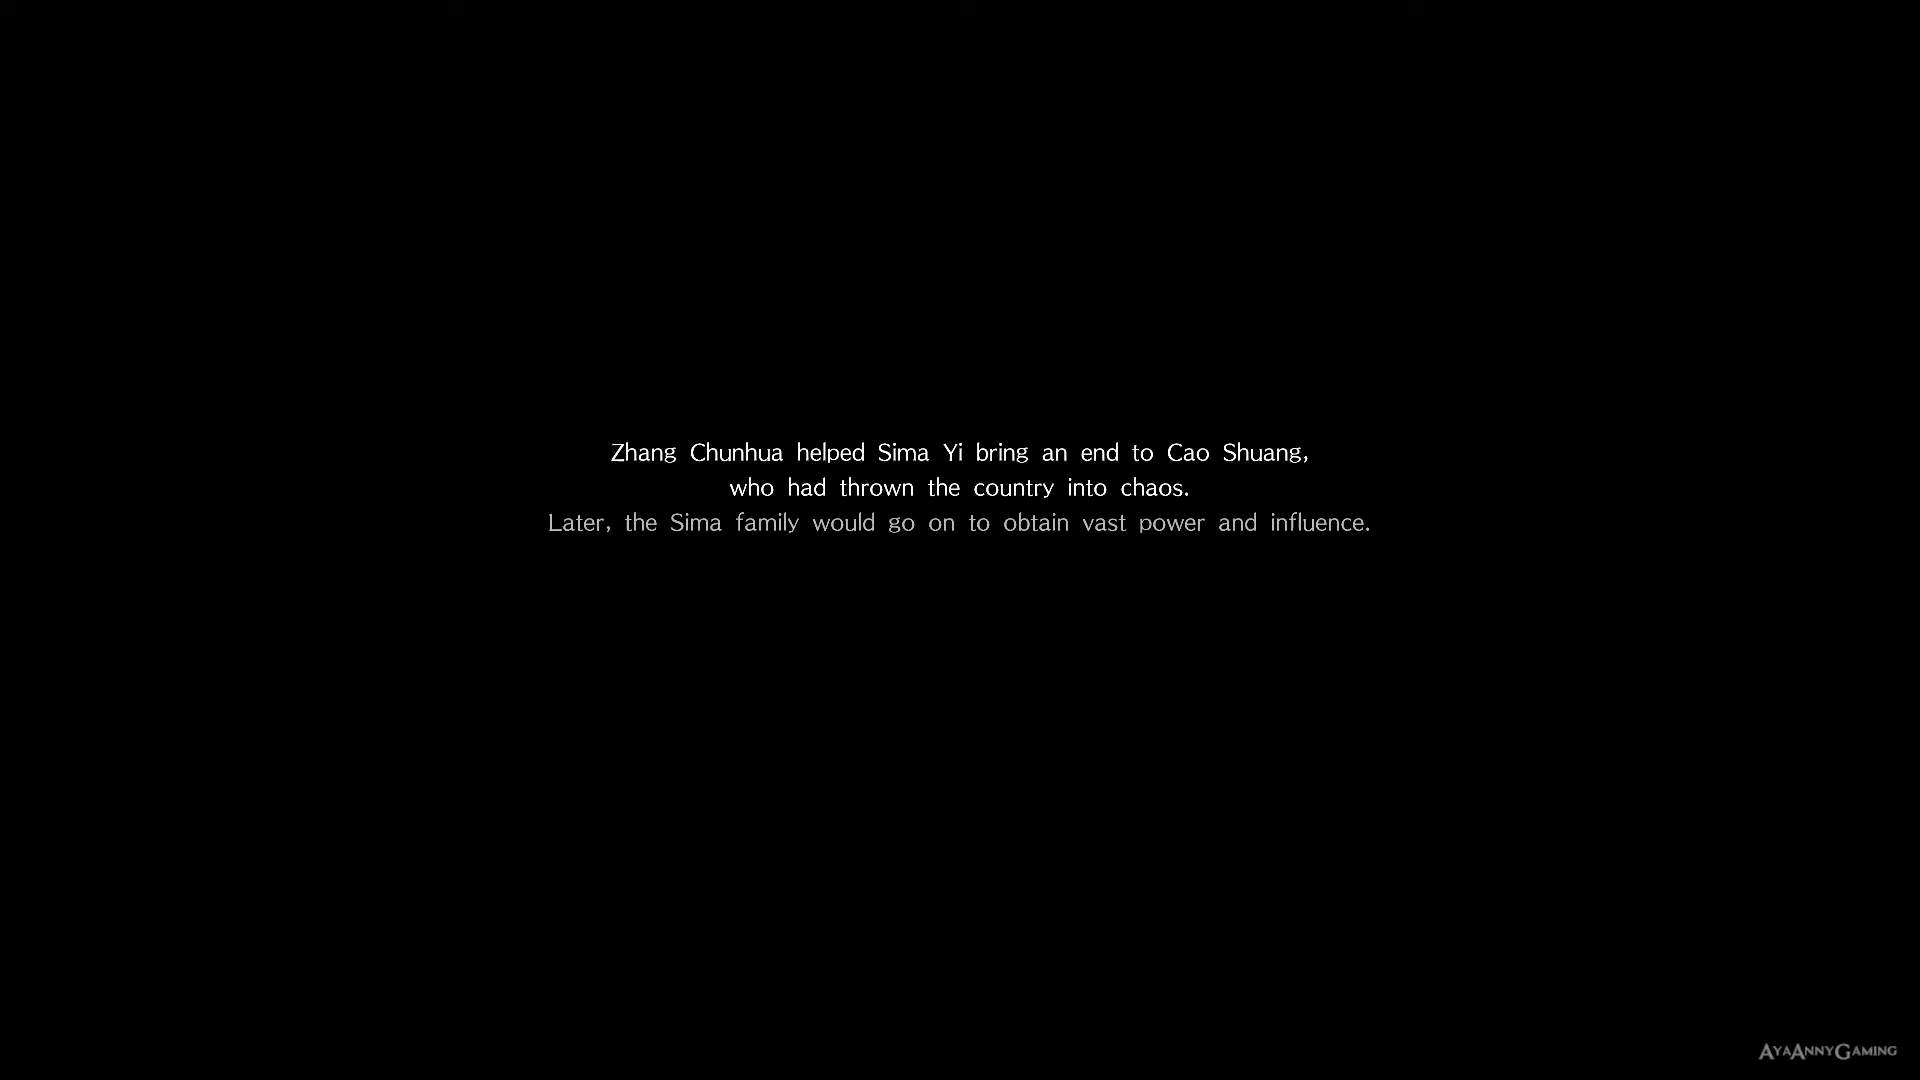 Zhang Chunhua helped Sima Yi bring an end to Cao Shuang,
who had thrown the country into chaos.
Later, the Sima family would go on to obtain vast power and influence.
AyaAnnyGaming